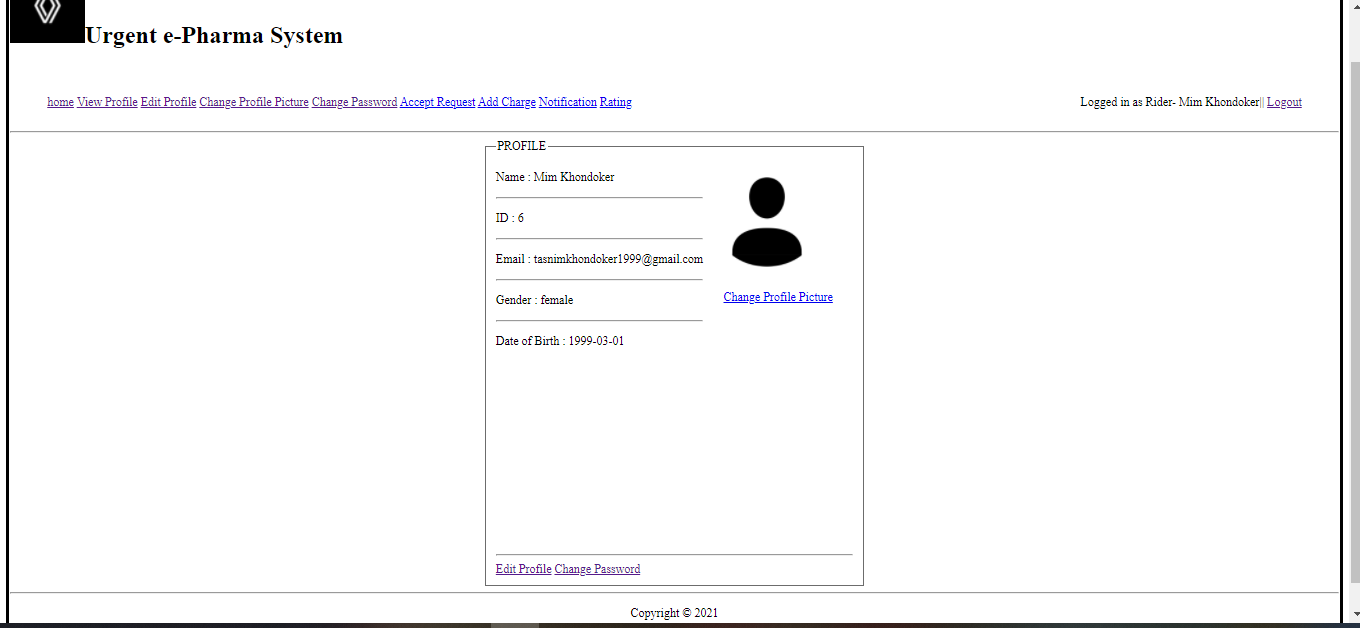 Urgent e-Pharma System
home View Profile Edit Profile Change Profile Picture Change Password Accept Request Add Charge Notification Rating Logged in as Rider- Mim Khondoker|| Logout
PROFILE
Name : Mim Khondoker
ID : 6
Email : tasnimkhondoker1999@gmail.com
Gender : female
Change Profile Picture
Date of Birth : 1999-03-01
Edit Profile Change Password
Copyright © 2021